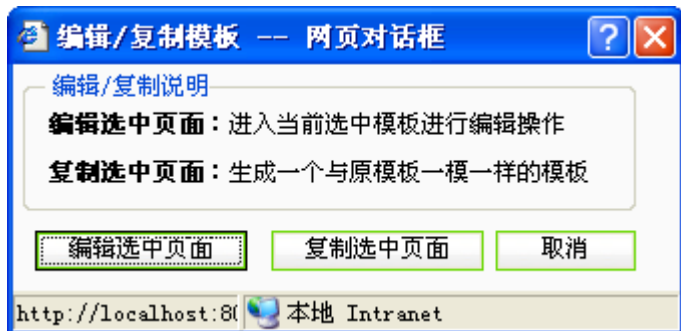 编辑/复制模板 -- 网页对话框
编辑/复制说明
编辑选中页面：进入当前选中模板进行编辑操作
复制选中页面：生成一个与原模板一模一样的模板
编辑选中页面 复制选中页面 取消
http://localhost:80 本地 Intranet